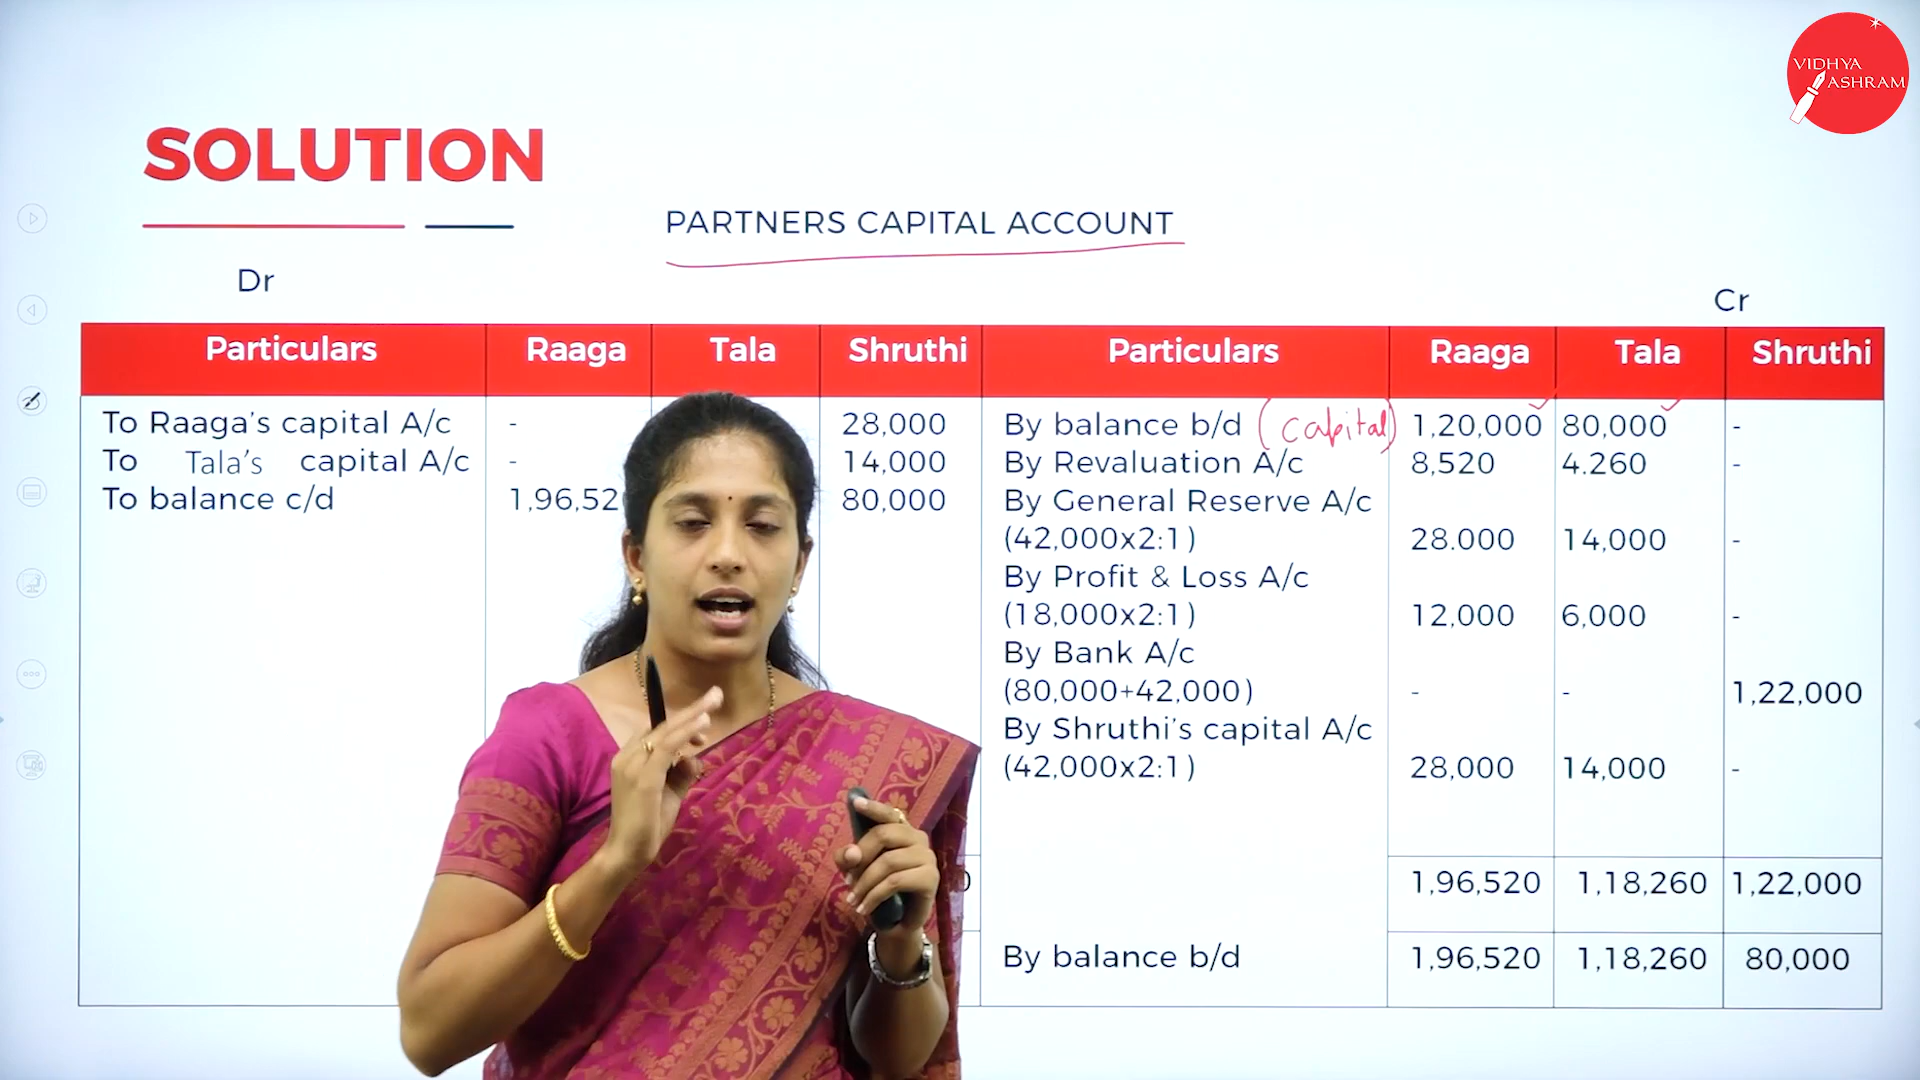 VIDHYA
ASHRAM
SOLUTION
PARTNERS CAPITAL ACCOUNT
Dr
Cr
Particulars Raaga Tala Shruthi Particulars Raaga Tala Shruthi
To Raaga's capital A/c - 28,000 By balance b/d (capital) 1,20,000 80,000 -
To Tala's capital A/c - 14,000 By Revaluation A/c 8,520 4.260 -
To balance c/d 1,96,52 80,000 By General Reserve A/c
(42,000x2:1) 28.000 14,000 -
By Profit & Loss A/c
(18,000x2:1) 12,000 6,000 -
By Bank A/c
(80,000+42,000) - - 1,22,000
By Shruthi's capital A/c
(42,000x2:1) 28,000 14,000 -
1,96,520 1,18,260 1,22,000
By balance b/d 1,96,520 1,18,260 80,000